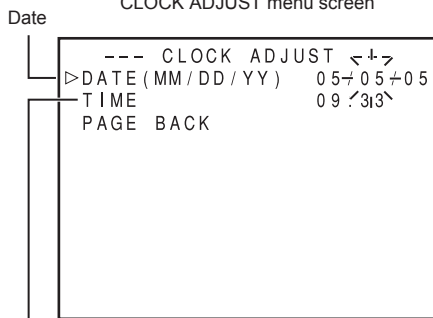 CLOCK ADJUST menu screen
Date
--- CLOCK ADJUST
▷DATE(MM/DD/YY) 05/05/05
TIME 09:33
PAGE BACK